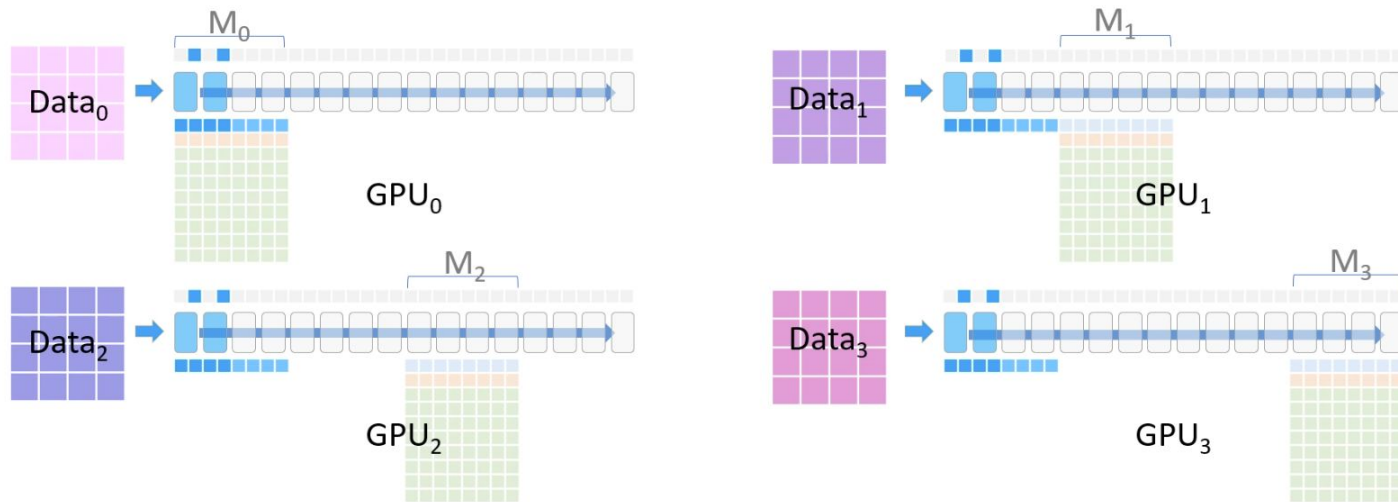 M₀
Data₀
GPU₀
M₁
Data₁
GPU₁
M₂
Data₂
GPU₂
M₃
Data₃
GPU₃